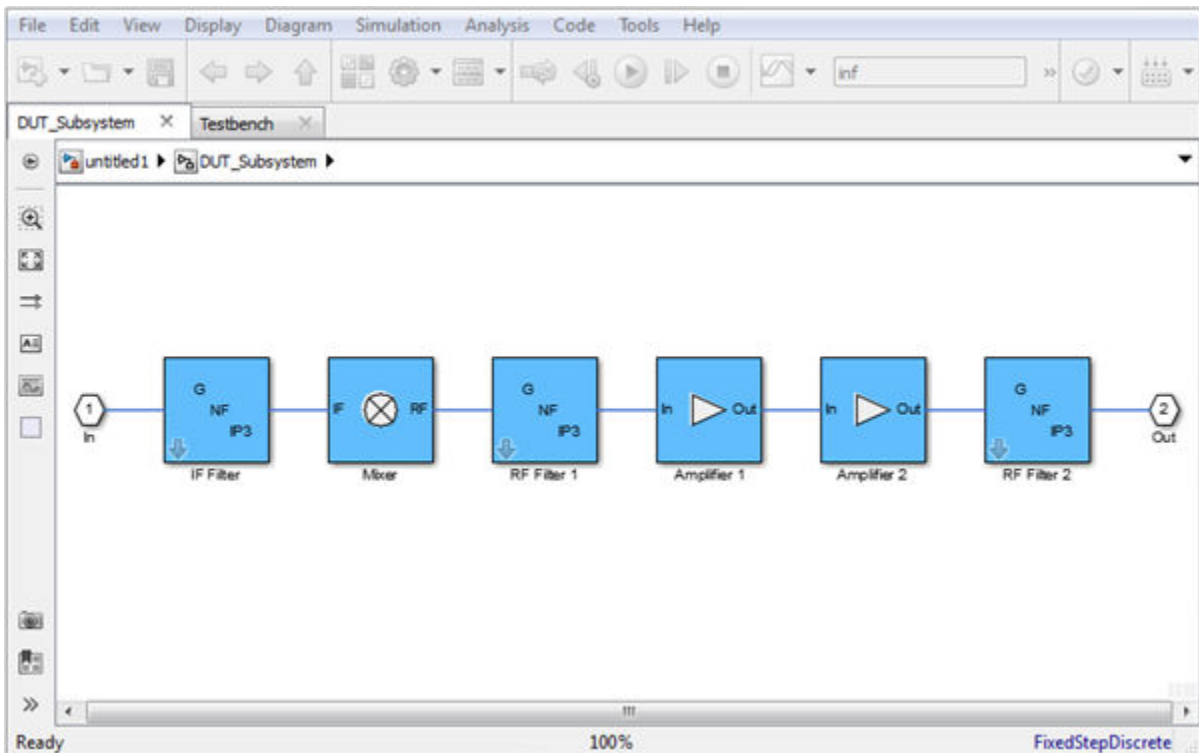 File Edit View Display Diagram Simulation Analysis Code Tools Help
inf
DUT_Subsystem Testbench
untitled1 DUT_Subsystem
1
In
G
NF
IP3
IF Filter
IF RF
Mixer
G
NF
IP3
RF Filter 1
In Out
Amplifier 1
In Out
Amplifier 2
G
NF
IP3
RF Filter 2
2
Out
Ready 100% FixedStepDiscrete